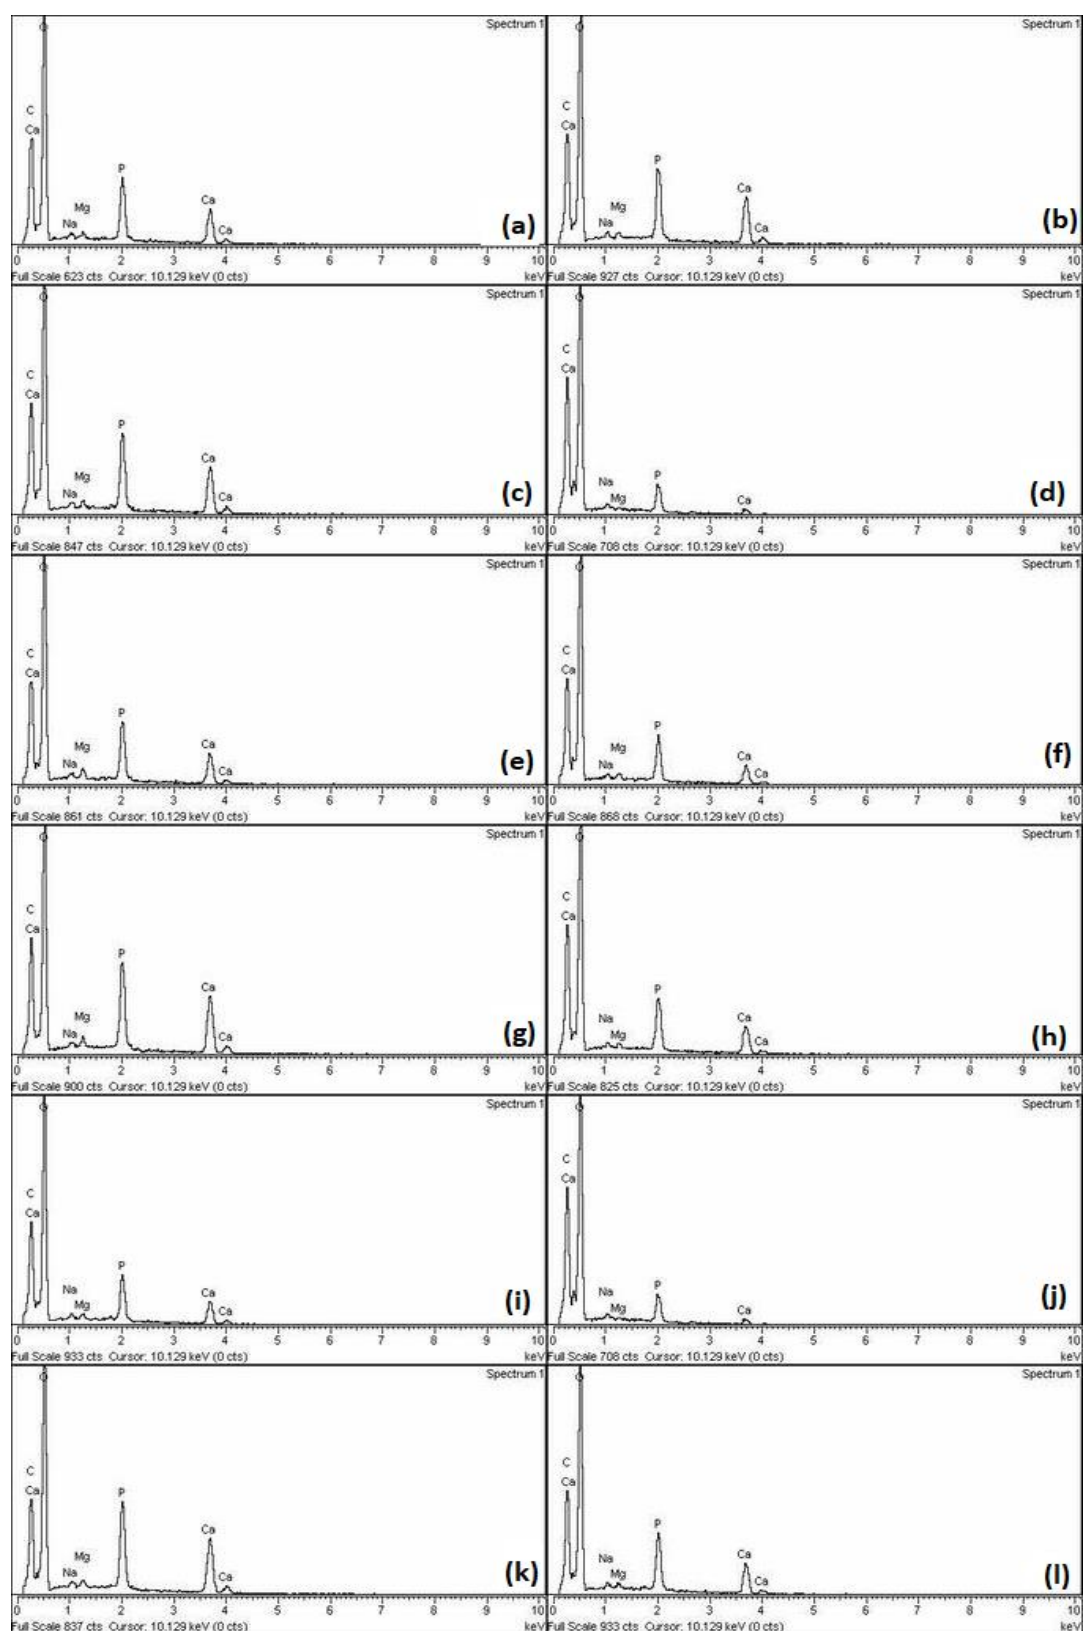 Spectrum 1
O
C
Ca
P
Mg
Na
Ca
Ca
(a)
0 1 2 3 4 5 6 7 8 9 10
Full Scale 623 cts Cursor: 10.129 keV (0 cts) keV
Spectrum 1
O
C
Ca
P
Mg
Na
Ca
Ca
(b)
0 1 2 3 4 5 6 7 8 9 10
Full Scale 927 cts Cursor: 10.129 keV (0 cts) keV
Spectrum 1
O
C
Ca
P
Mg
Na
Ca
Ca
(c)
0 1 2 3 4 5 6 7 8 9 10
Full Scale 847 cts Cursor: 10.129 keV (0 cts) keV
Spectrum 1
O
C
Ca
Na
Mg
P
Ca
(d)
0 1 2 3 4 5 6 7 8 9 10
Full Scale 708 cts Cursor: 10.129 keV (0 cts) keV
Spectrum 1
O
C
Ca
P
Mg
Na
Ca
Ca
(e)
0 1 2 3 4 5 6 7 8 9 10
Full Scale 861 cts Cursor: 10.129 keV (0 cts) keV
Spectrum 1
O
C
Ca
P
Mg
Na
Ca
Ca
(f)
0 1 2 3 4 5 6 7 8 9 10
Full Scale 868 cts Cursor: 10.129 keV (0 cts) keV
Spectrum 1
O
C
Ca
P
Mg
Na
Ca
Ca
(g)
0 1 2 3 4 5 6 7 8 9 10
Full Scale 900 cts Cursor: 10.129 keV (0 cts) keV
Spectrum 1
O
C
Ca
P
Na
Mg
Ca
Ca
(h)
0 1 2 3 4 5 6 7 8 9 10
Full Scale 825 cts Cursor: 10.129 keV (0 cts) keV
Spectrum 1
O
C
Ca
P
Na
Mg
Ca
Ca
(i)
0 1 2 3 4 5 6 7 8 9 10
Full Scale 933 cts Cursor: 10.129 keV (0 cts) keV
Spectrum 1
O
C
Ca
Na
Mg
P
Ca
(j)
0 1 2 3 4 5 6 7 8 9 10
Full Scale 708 cts Cursor: 10.129 keV (0 cts) keV
Spectrum 1
O
C
Ca
P
Mg
Na
Ca
Ca
(k)
0 1 2 3 4 5 6 7 8 9 10
Full Scale 837 cts Cursor: 10.129 keV (0 cts) keV
Spectrum 1
O
C
Ca
P
Na
Mg
Ca
Ca
(l)
0 1 2 3 4 5 6 7 8 9 10
Full Scale 933 cts Cursor: 10.129 keV (0 cts) keV